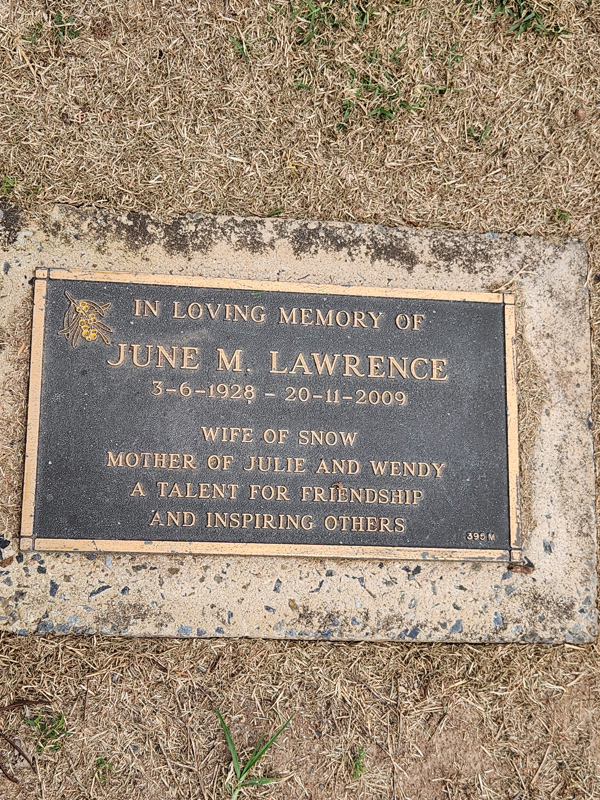 IN LOVING MEMORY OF
JUNE M. LAWRENCE
3-6-1928 - 20-11-2009
WIFE OF SNOW
MOTHER OF JULIE AND WENDY
A TALENT FOR FRIENDSHIP
AND INSPIRING OTHERS
395 M